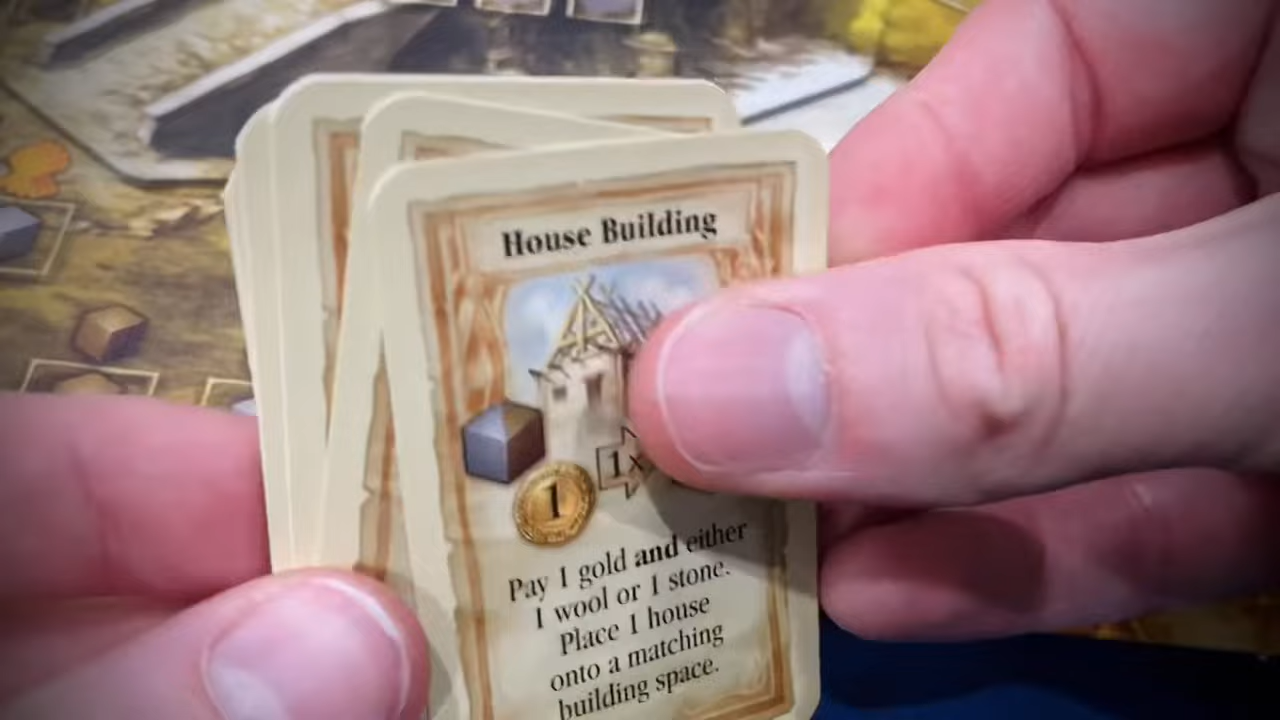 House Building
1x
1
Pay 1 gold and either
1 wool or 1 stone.
Place 1 house
onto a matching
building space.